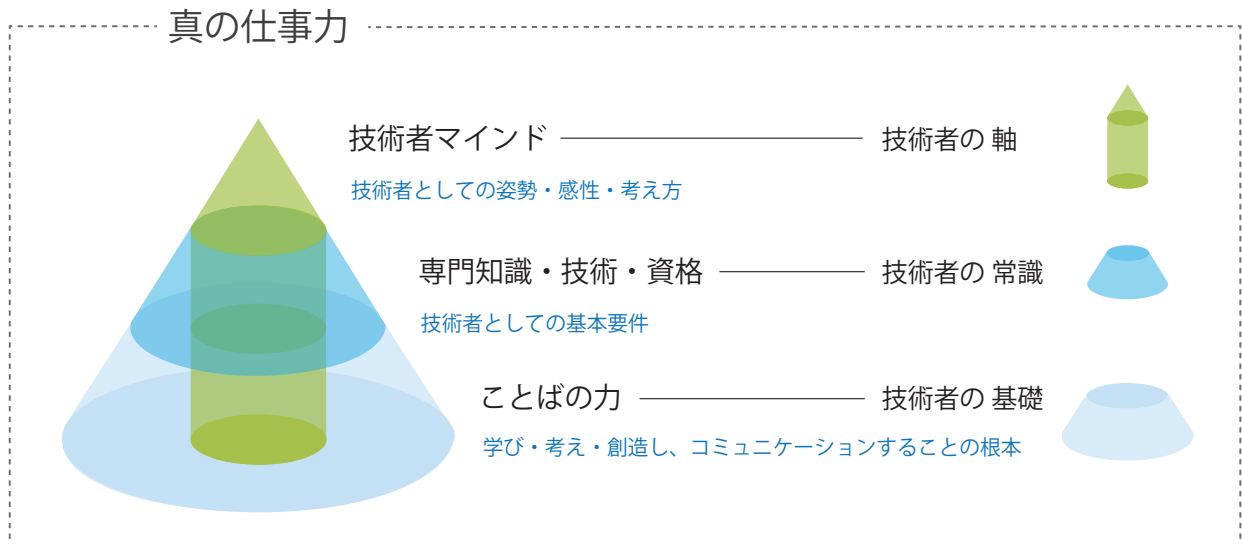 真の仕事力
技術者マインド
技術者の 軸
技術者としての姿勢・感性・考え方
専門知識・技術・資格
技術者の 常識
技術者としての基本要件
ことばの力
技術者の 基礎
学び・考え・創造し、コミュニケーションすることの根本